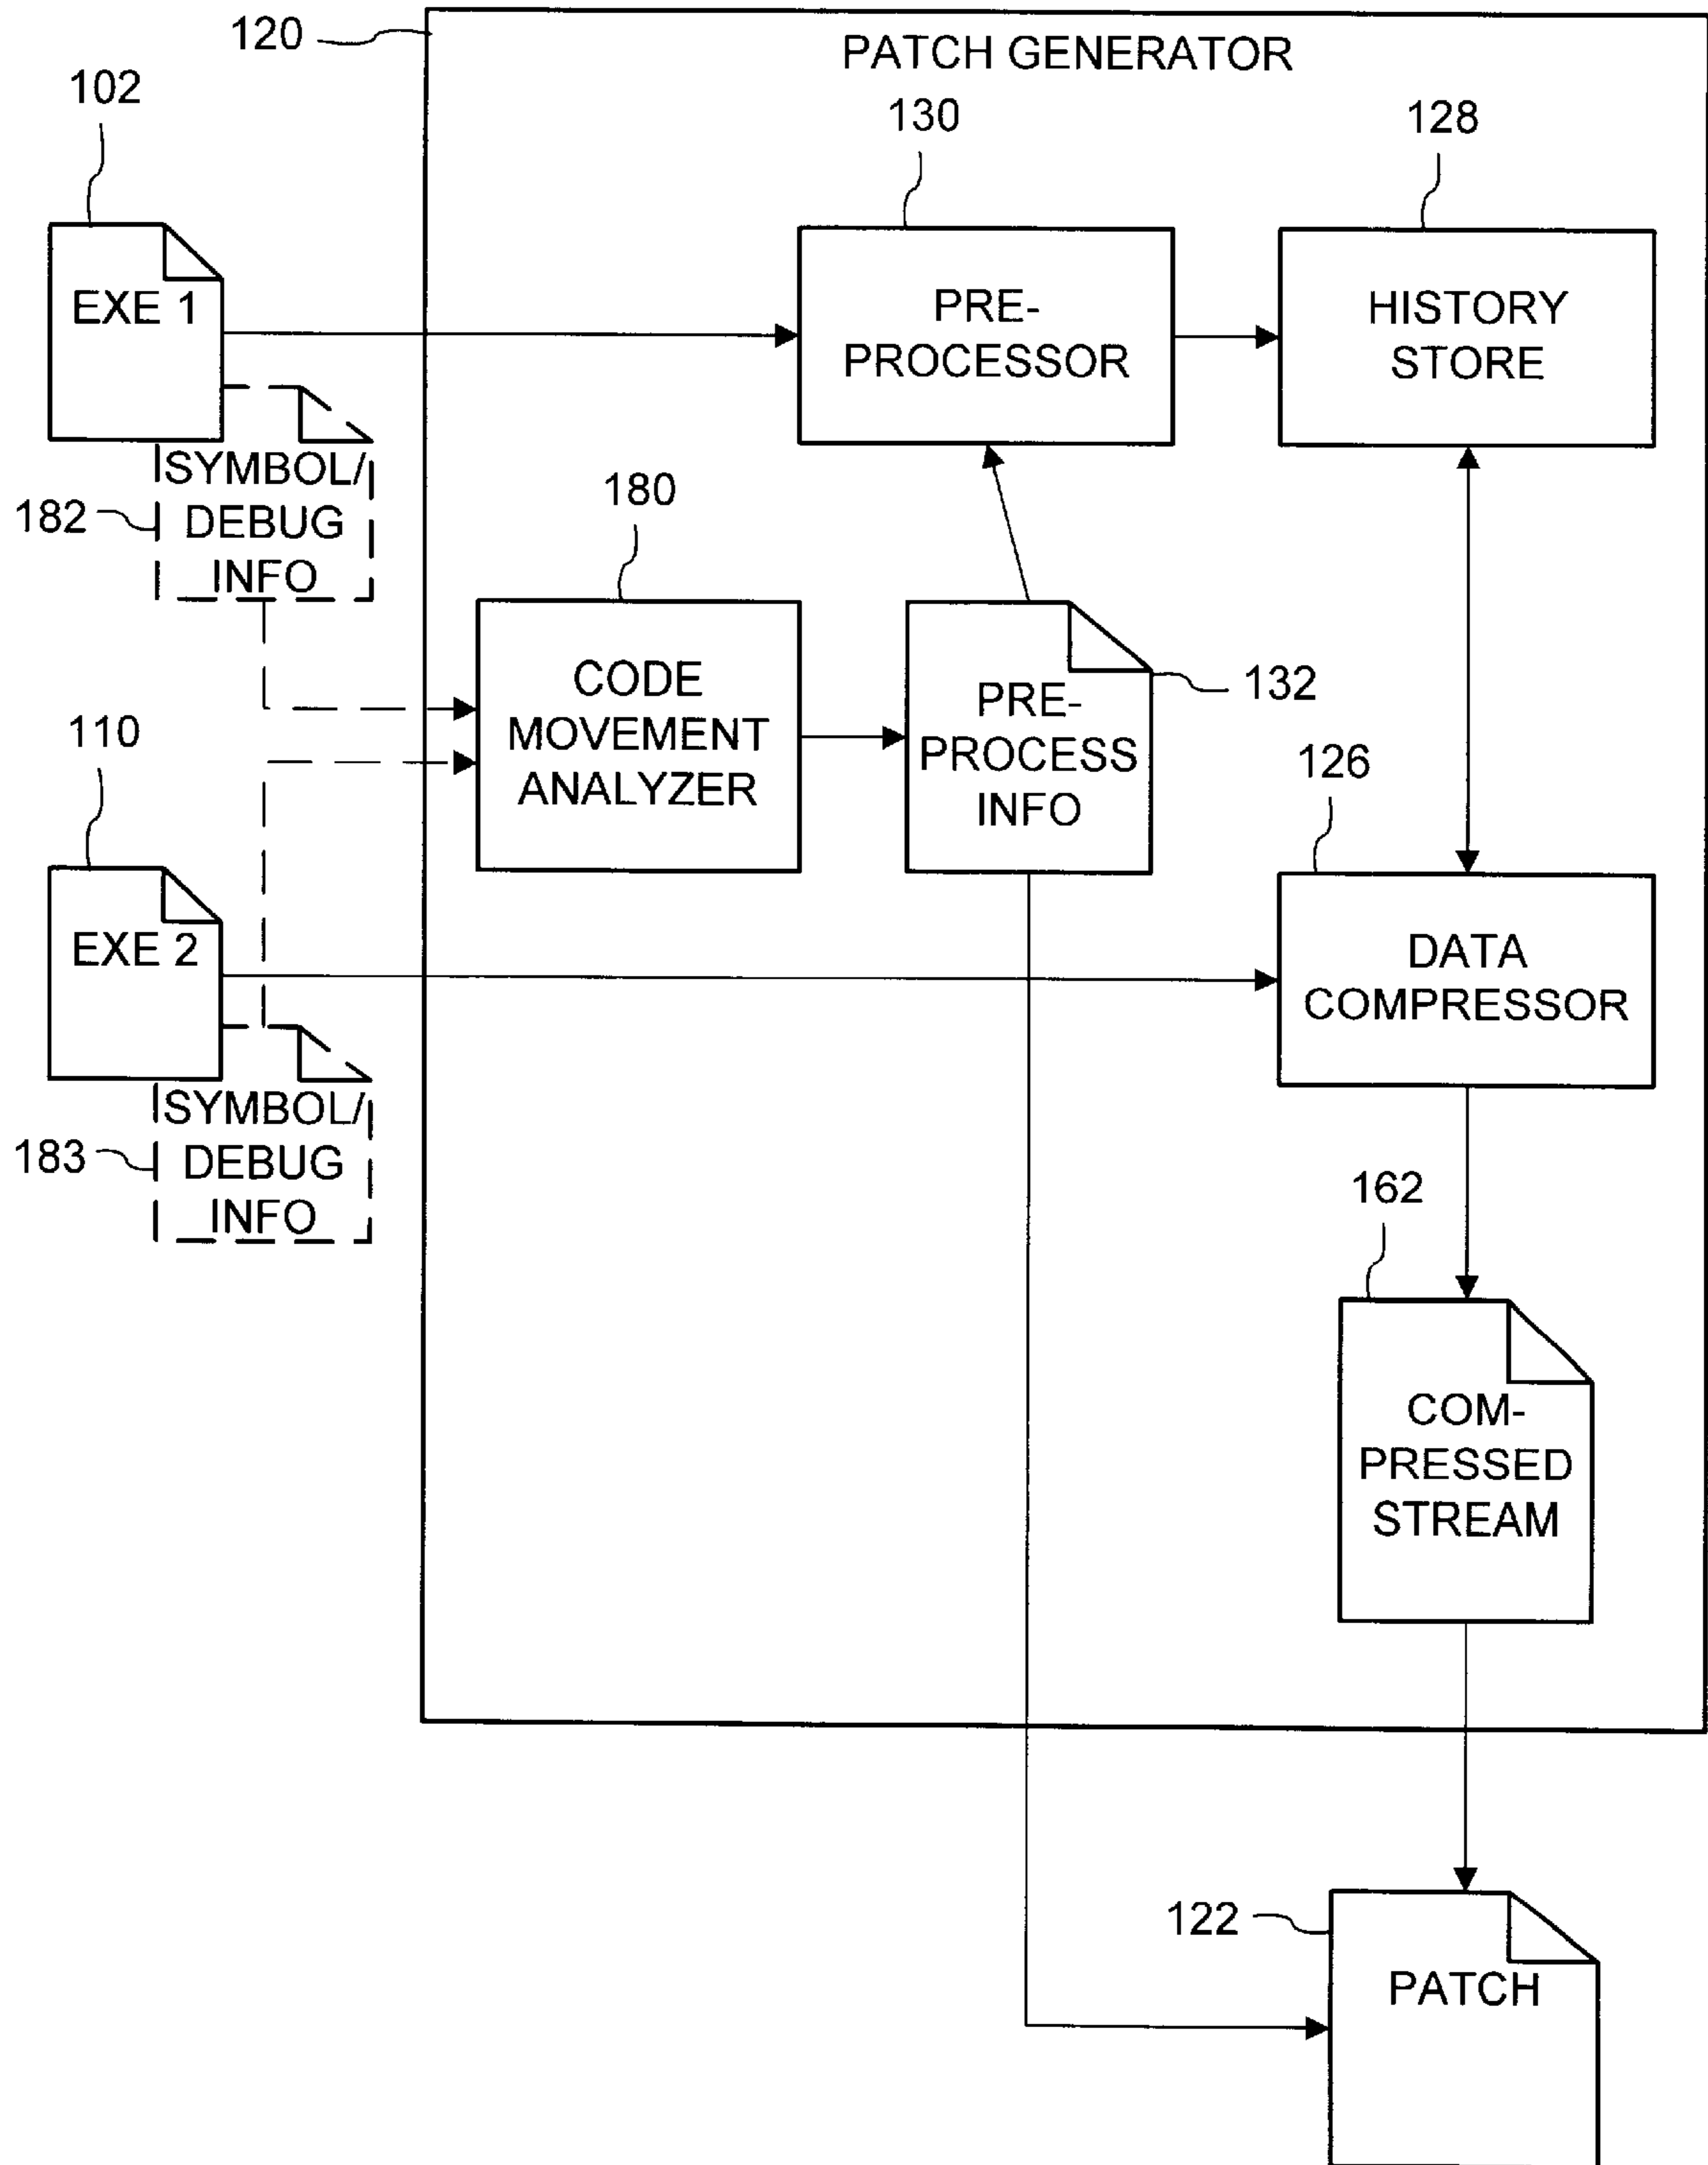 120
PATCH GENERATOR
102
130
128
EXE 1
PRE-
PROCESSOR
HISTORY
STORE
SYMBOL/
DEBUG
INFO
182
180
CODE
MOVEMENT
ANALYZER
PRE-
PROCESS
INFO
132
110
126
EXE 2
DATA
COMPRESSOR
SYMBOL/
DEBUG
INFO
183
162
COM-
PRESSED
STREAM
122
PATCH